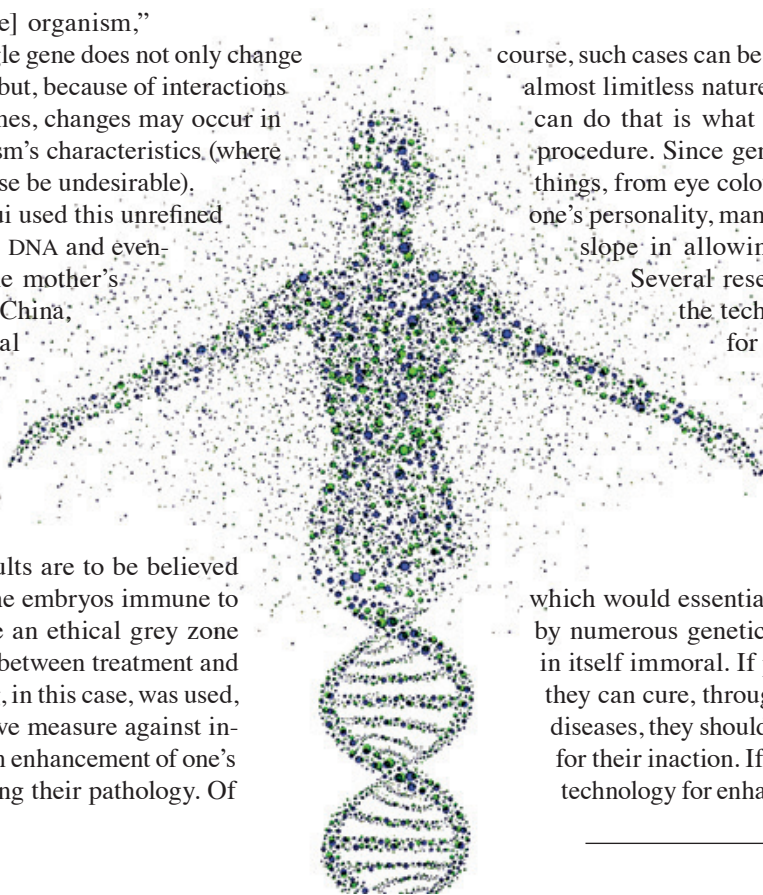 e] organism,”
gle gene does not only change
but, because of interactions
nes, changes may occur in
sm’s characteristics (where
se be undesirable).
ui used this unrefined
DNA and even-
e mother’s
China,
al
ults are to be believed
ne embryos immune to
e an ethical grey zone
between treatment and
, in this case, was used,
ve measure against in-
n enhancement of one’s
ng their pathology. Of
course, such cases can be
almost limitless nature
can do that is what
procedure. Since gen
things, from eye colou
one’s personality, man
slope in allowin
Several rese
the tech
for
which would essentia
by numerous genetic
in itself immoral. If
they can cure, throug
diseases, they should
for their inaction. If
technology for enha